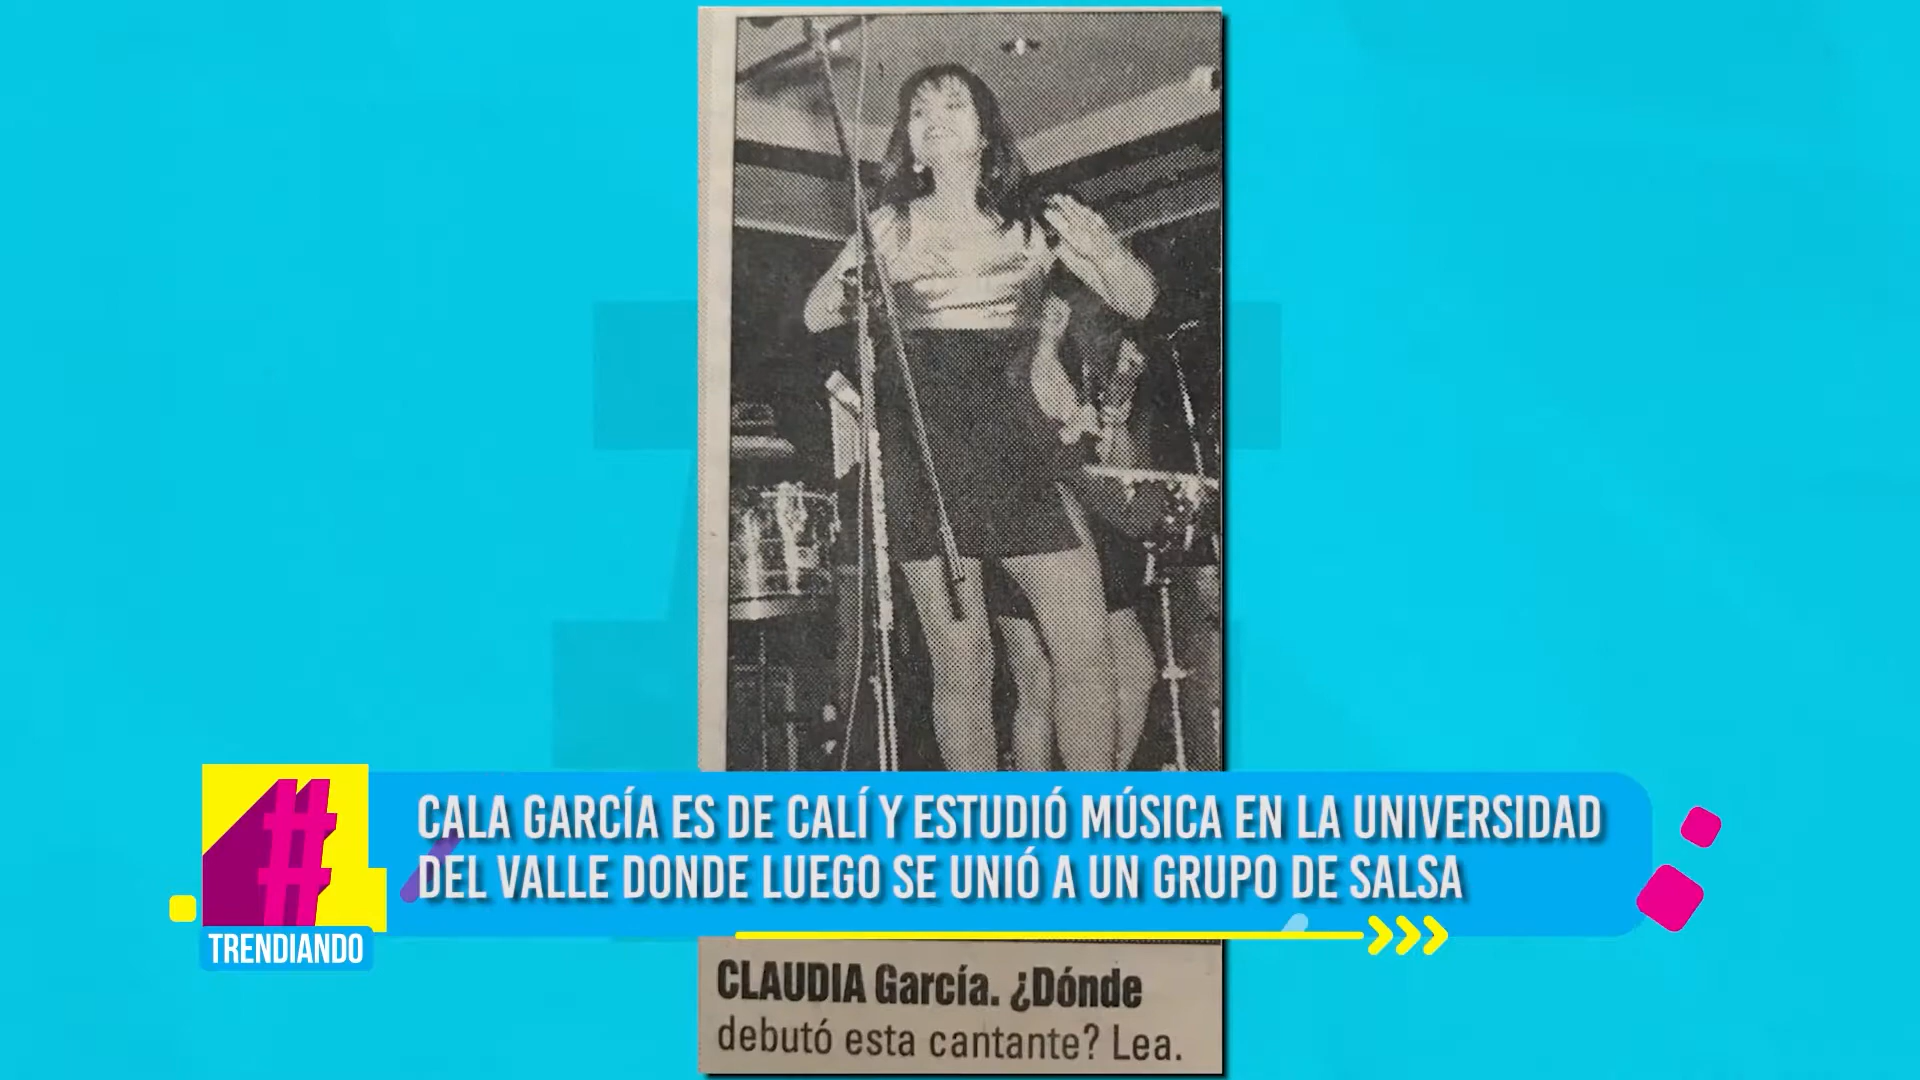 CALA GARCÍA ES DE CALÍ Y ESTUDIÓ MÚSICA EN LA UNIVERSIDAD
DEL VALLE DONDE LUEGO SE UNIÓ A UN GRUPO DE SALSA
#
TRENDIANDO
CLAUDIA García. ¿Dónde
debutó esta cantante? Lea.